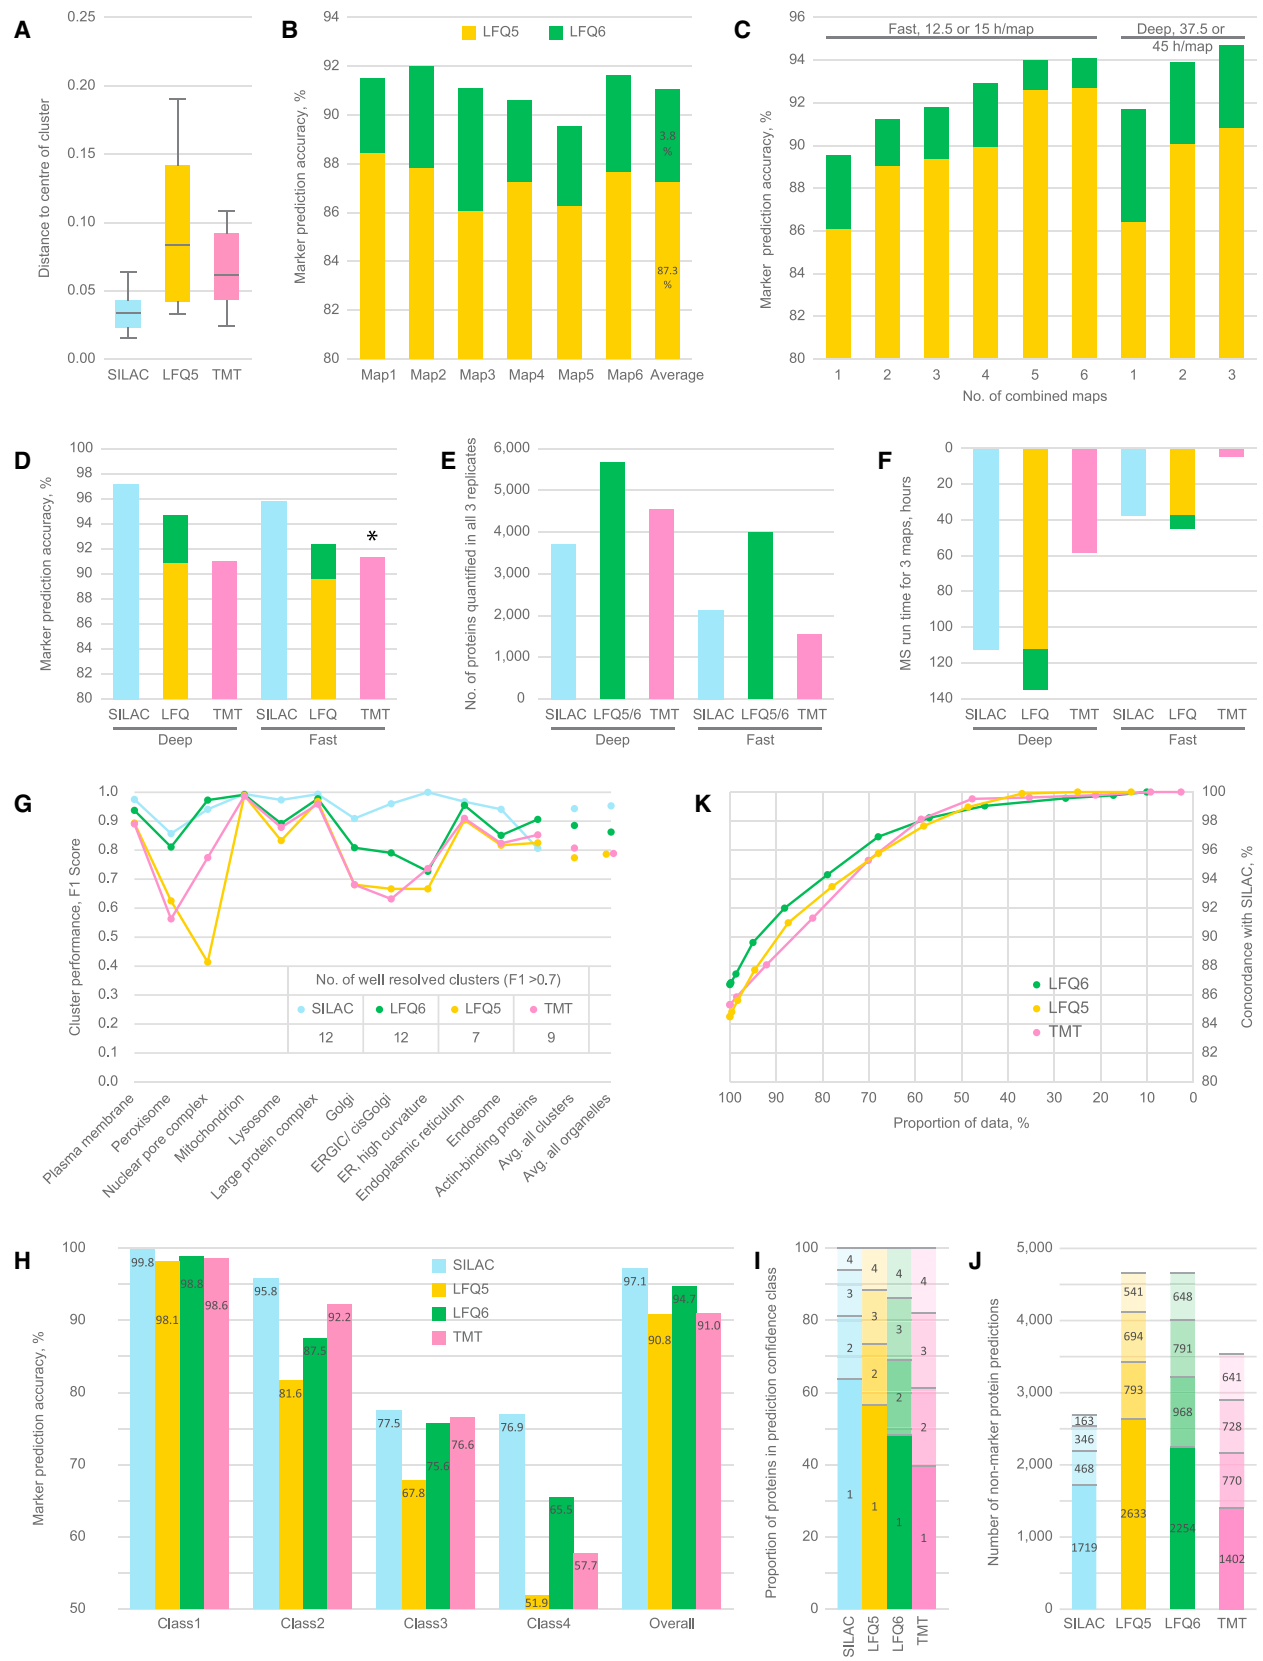 A
Distance to centre of cluster
0.25
0.20
0.15
0.10
0.05
0.00
SILAC LFQ5 TMT
B
Marker prediction accuracy, %
LFQ5 LFQ6
94
92
90
88
86
84
82
80
3.8
%
87.3
%
Map1 Map2 Map3 Map4 Map5 Map6 Average
C
Marker prediction accuracy, %
Fast, 12.5 or 15 h/map
Deep, 37.5 or
45 h/map
96
94
92
90
88
86
84
82
80
1 2 3 4 5 6 1 2 3
No. of combined maps
D
Marker prediction accuracy, %
100
98
96
94
92
90
88
86
84
82
80
*
SILAC LFQ TMT SILAC LFQ TMT
Deep Fast
E
No. of proteins quantified in all 3 replicates
6,000
5,000
4,000
3,000
2,000
1,000
0
SILAC LFQ5/6 TMT SILAC LFQ5/6 TMT
Deep Fast
F
MS run time for 3 maps, hours
0
20
40
60
80
100
120
140
SILAC LFQ TMT SILAC LFQ TMT
Deep Fast
G
Cluster performance, F1 Score
1.0
0.9
0.8
0.7
0.6
0.5
0.4
0.3
0.2
0.1
0.0
No. of well resolved clusters (F1 >0.7)
SILAC LFQ6 LFQ5 TMT
12 12 7 9
Plasma membrane
Peroxisome
Nuclear pore complex
Mitochondrion
Lysosome
Large protein complex
Golgi
ERGIC/ cisGolgi
ER, high curvature
Endoplasmic reticulum
Endosome
Actin-binding proteins
Avg. all clusters
Avg. all organelles
K
100
98
96
94
92
90
88
86
84
82
80
Concordance with SILAC, %
LFQ6
LFQ5
TMT
100 90 80 70 60 50 40 30 20 10 0
Proportion of data, %
H
Marker prediction accuracy, %
100
90
80
70
60
50
SILAC
LFQ5
LFQ6
TMT
99.8 98.1 98.8 98.6
95.8 81.6 87.5 92.2
77.5 67.8 75.6 76.6
76.9 51.9 65.5 57.7
97.1 90.8 94.7 91.0
Class1 Class2 Class3 Class4 Overall
I
Proportion of proteins in prediction confidence class
100
80
60
40
20
0
4 4 4 4
3 3 3 3
2 2 2 2
1 1 1 1
SILAC
LFQ5
LFQ6
TMT
J
Number of non-marker protein predictions
5,000
4,000
3,000
2,000
1,000
0
163 541 648 641
346 694 791 728
468 793 968 770
1719 2633 2254 1402
SILAC LFQ5 LFQ6 TMT